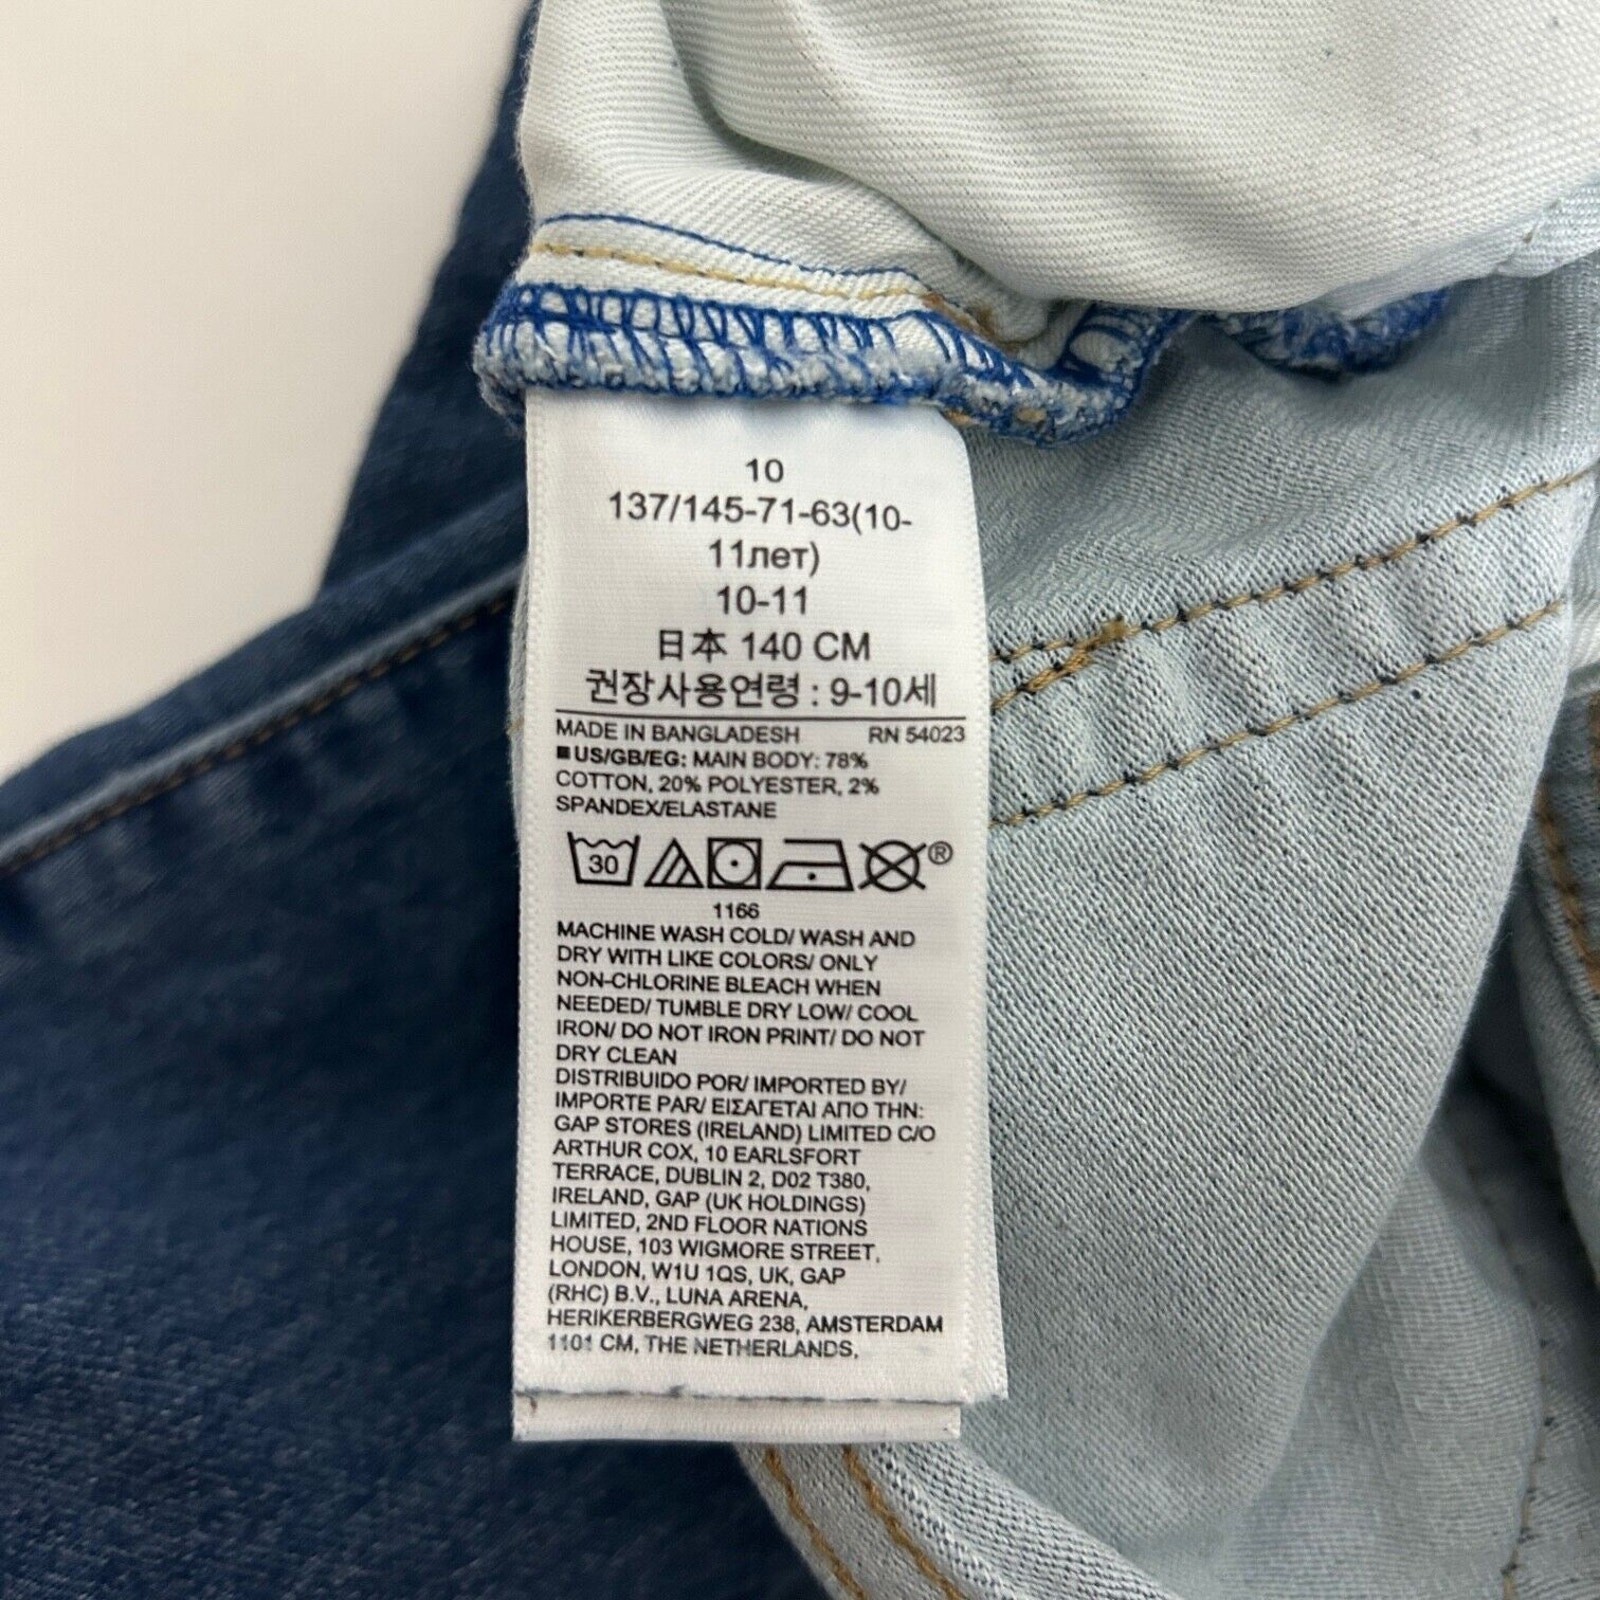 10
137/145-71-63(10-
11лет)
10-11
日本 140 CM
권장사용연령 : 9-10세
MADE IN BANGLADESH RN 54023
■US/GB/EG: MAIN BODY: 78%
COTTON, 20% POLYESTER, 2%
SPANDEX/ELASTANE
30 ®
1166
MACHINE WASH COLD/ WASH AND
DRY WITH LIKE COLORS/ ONLY
NON-CHLORINE BLEACH WHEN
NEEDED/ TUMBLE DRY LOW/ COOL
IRON/ DO NOT IRON PRINT/ DO NOT
DRY CLEAN
DISTRIBUIDO POR/ IMPORTED BY/
IMPORTE PAR/ ΕΙΣΑΓΕΤΑΙ ΑΠΟ ΤΗΝ:
GAP STORES (IRELAND) LIMITED C/O
ARTHUR COX, 10 EARLSFORT
TERRACE, DUBLIN 2, D02 T380,
IRELAND, GAP (UK HOLDINGS)
LIMITED, 2ND FLOOR NATIONS
HOUSE, 103 WIGMORE STREET,
LONDON, W1U 1QS, UK, GAP
(RHC) B.V., LUNA ARENA,
HERIKERBERGWEG 238, AMSTERDAM
1101 CM, THE NETHERLANDS,